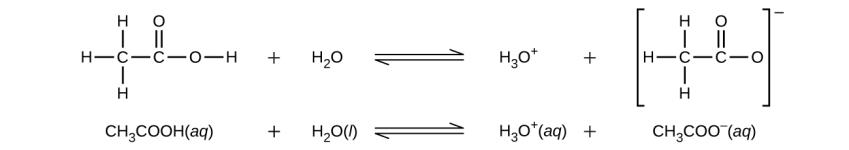 H O H O −
H C C O H + H₂O ⇌ H₃O⁺ + [ H C C O ]
H H
CH₃COOH(aq) + H₂O(l) ⇌ H₃O⁺(aq) + CH₃COO⁻(aq)